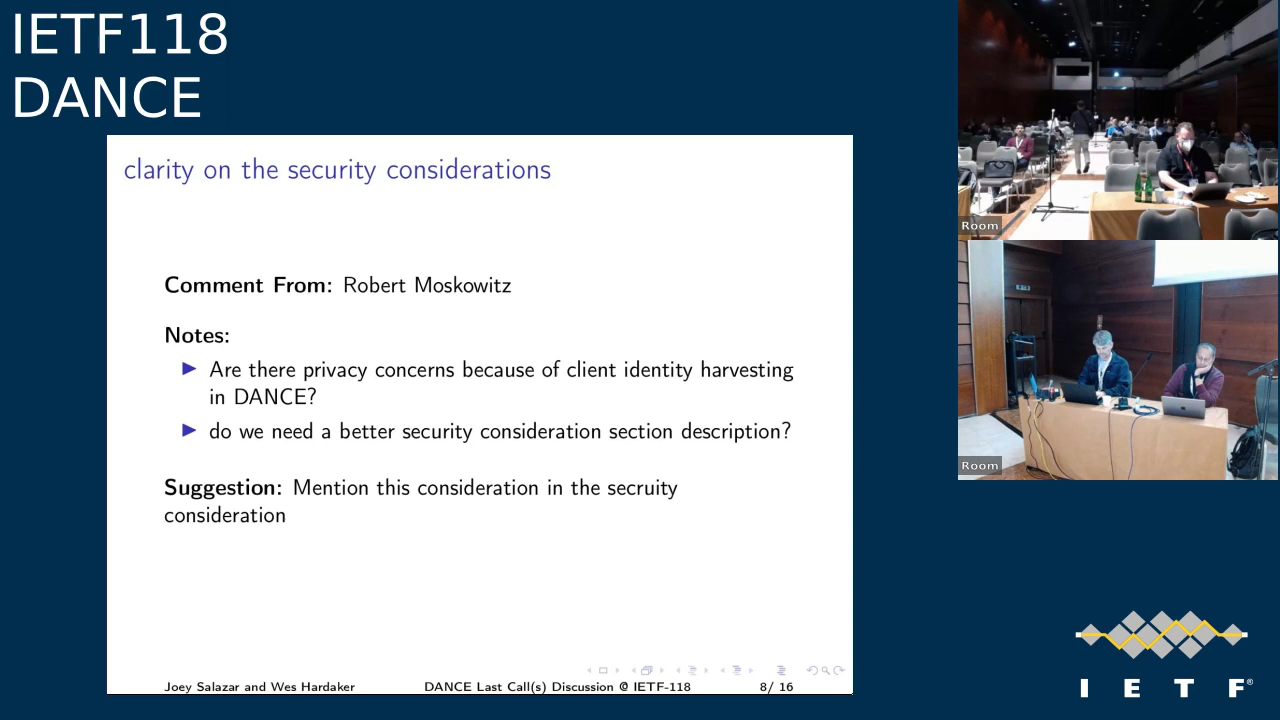 IETF118
DANCE
clarity on the security considerations
Comment From: Robert Moskowitz
Notes:
Are there privacy concerns because of client identity harvesting
in DANCE?
do we need a better security consideration section description?
Suggestion: Mention this consideration in the secruity
consideration
Joey Salazar and Wes Hardaker
DANCE Last Call(s) Discussion @ IETF-118
8/ 16
Room
Room
I E T F®